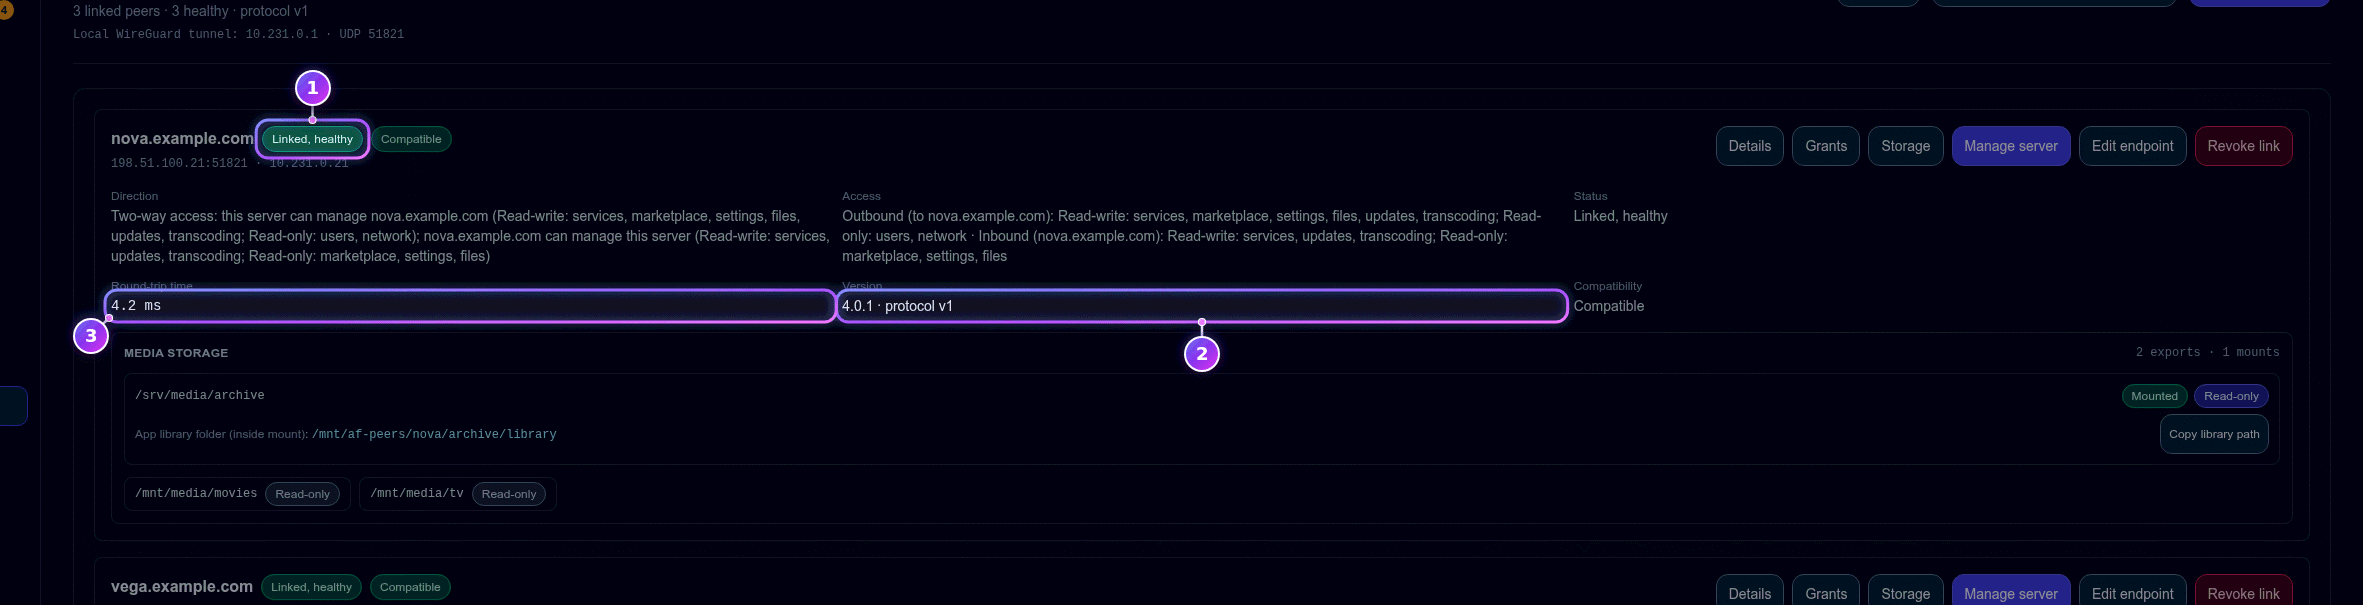 4
3 linked peers · 3 healthy · protocol v1
Local WireGuard tunnel: 10.231.0.1 · UDP 51821
1
nova.example.com Linked, healthy Compatible
Details Grants Storage Manage server Edit endpoint Revoke link
198.51.100.21:51821 · 10.231.0.21
Direction
Two-way access: this server can manage nova.example.com (Read-write: services, marketplace, settings, files,
updates, transcoding; Read-only: users, network); nova.example.com can manage this server (Read-write: services,
updates, transcoding; Read-only: marketplace, settings, files)
Access
Outbound (to nova.example.com): Read-write: services, marketplace, settings, files, updates, transcoding; Read-
only: users, network · Inbound (nova.example.com): Read-write: services, updates, transcoding; Read-only:
marketplace, settings, files
Status
Linked, healthy
Round-trip time
4.2 ms
Version
4.0.1 · protocol v1
Compatibility
Compatible
3
2
MEDIA STORAGE
2 exports · 1 mounts
/srv/media/archive
Mounted Read-only
App library folder (inside mount): /mnt/af-peers/nova/archive/library
Copy library path
/mnt/media/movies Read-only
/mnt/media/tv Read-only
vega.example.com Linked, healthy Compatible
Details Grants Storage Manage server Edit endpoint Revoke link